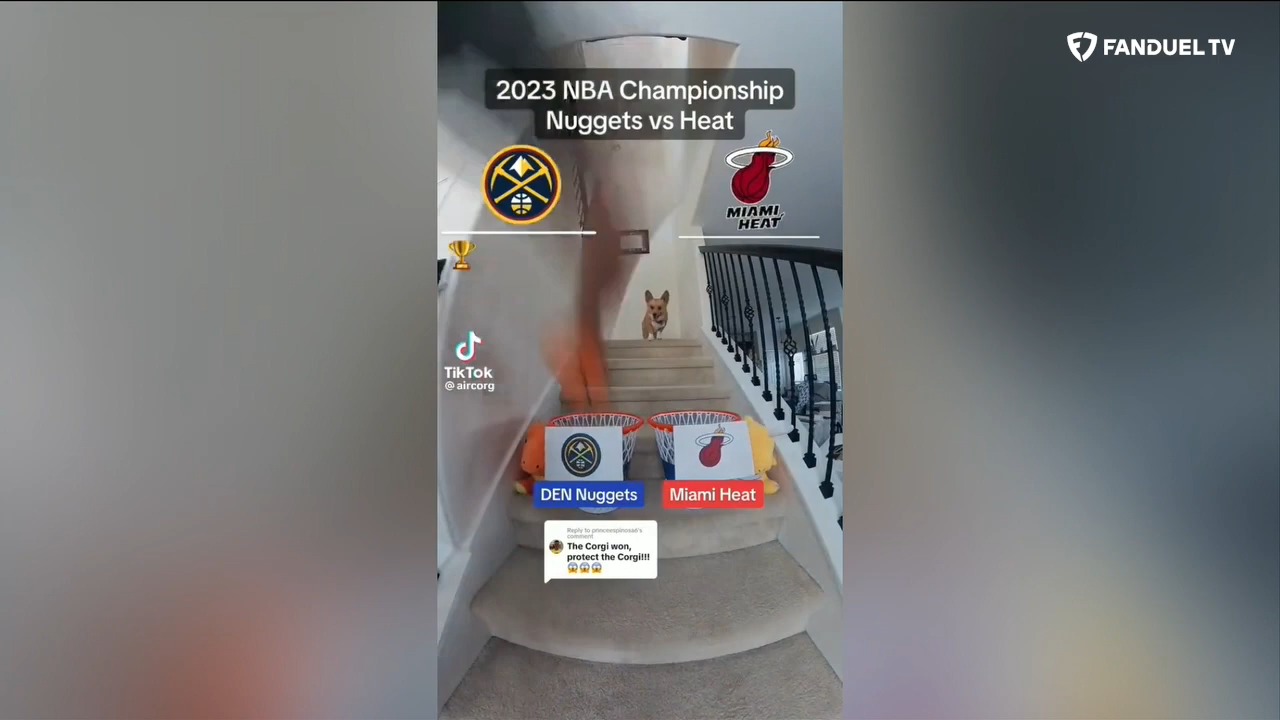 FANDUEL TV
2023 NBA Championship
Nuggets vs Heat
MIAMI
HEAT
TikTok
@aircorg
DEN Nuggets
Miami Heat
Reply to
comment
The Corgi won,
protect the Corgi!!!